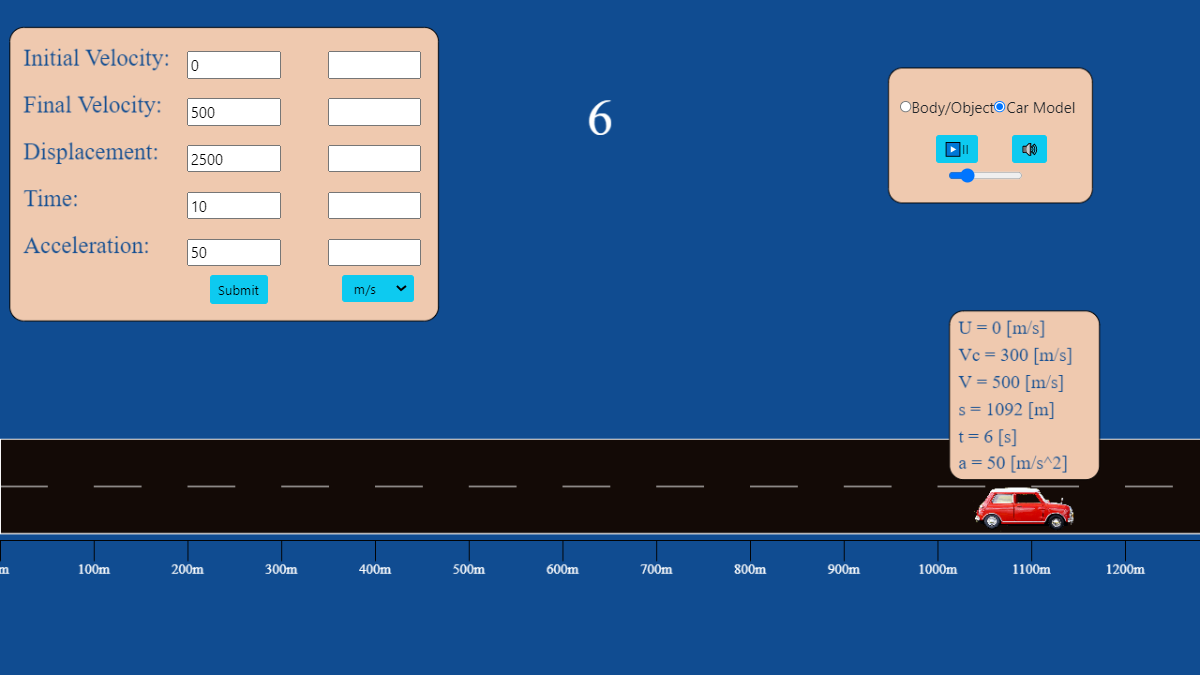 Initial Velocity: 0
Final Velocity: 500
Displacement: 2500
Time: 10
Acceleration: 50
Submit m/s
6
Body/Object Car Model
U = 0 [m/s]
Vc = 300 [m/s]
V = 500 [m/s]
s = 1092 [m]
t = 6 [s]
a = 50 [m/s^2]
m 100m 200m 300m 400m 500m 600m 700m 800m 900m 1000m 1100m 1200m